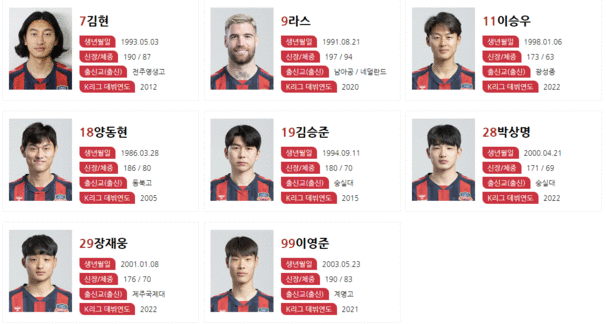 7김현
생년월일 1993.05.03
신장/체중 190 / 87
출신교(출신) 전주영생고
K리그 데뷔연도 2012
9라스
생년월일 1991.08.21
신장/체중 197 / 94
출신교(출신) 남아공 / 네덜란드
K리그 데뷔연도 2020
11이승우
생년월일 1998.01.06
신장/체중 173 / 63
출신교(출신) 광성중
K리그 데뷔연도 2022
18양동현
생년월일 1986.03.28
신장/체중 186 / 80
출신교(출신) 동북고
K리그 데뷔연도 2005
19김승준
생년월일 1994.09.11
신장/체중 180 / 70
출신교(출신) 숭실대
K리그 데뷔연도 2015
28박상명
생년월일 2000.04.21
신장/체중 171 / 69
출신교(출신) 숭실대
K리그 데뷔연도 2022
29장재웅
생년월일 2001.01.08
신장/체중 176 / 70
출신교(출신) 제주국제대
K리그 데뷔연도 2022
99이영준
생년월일 2003.05.23
신장/체중 190 / 83
출신교(출신) 계명고
K리그 데뷔연도 2021